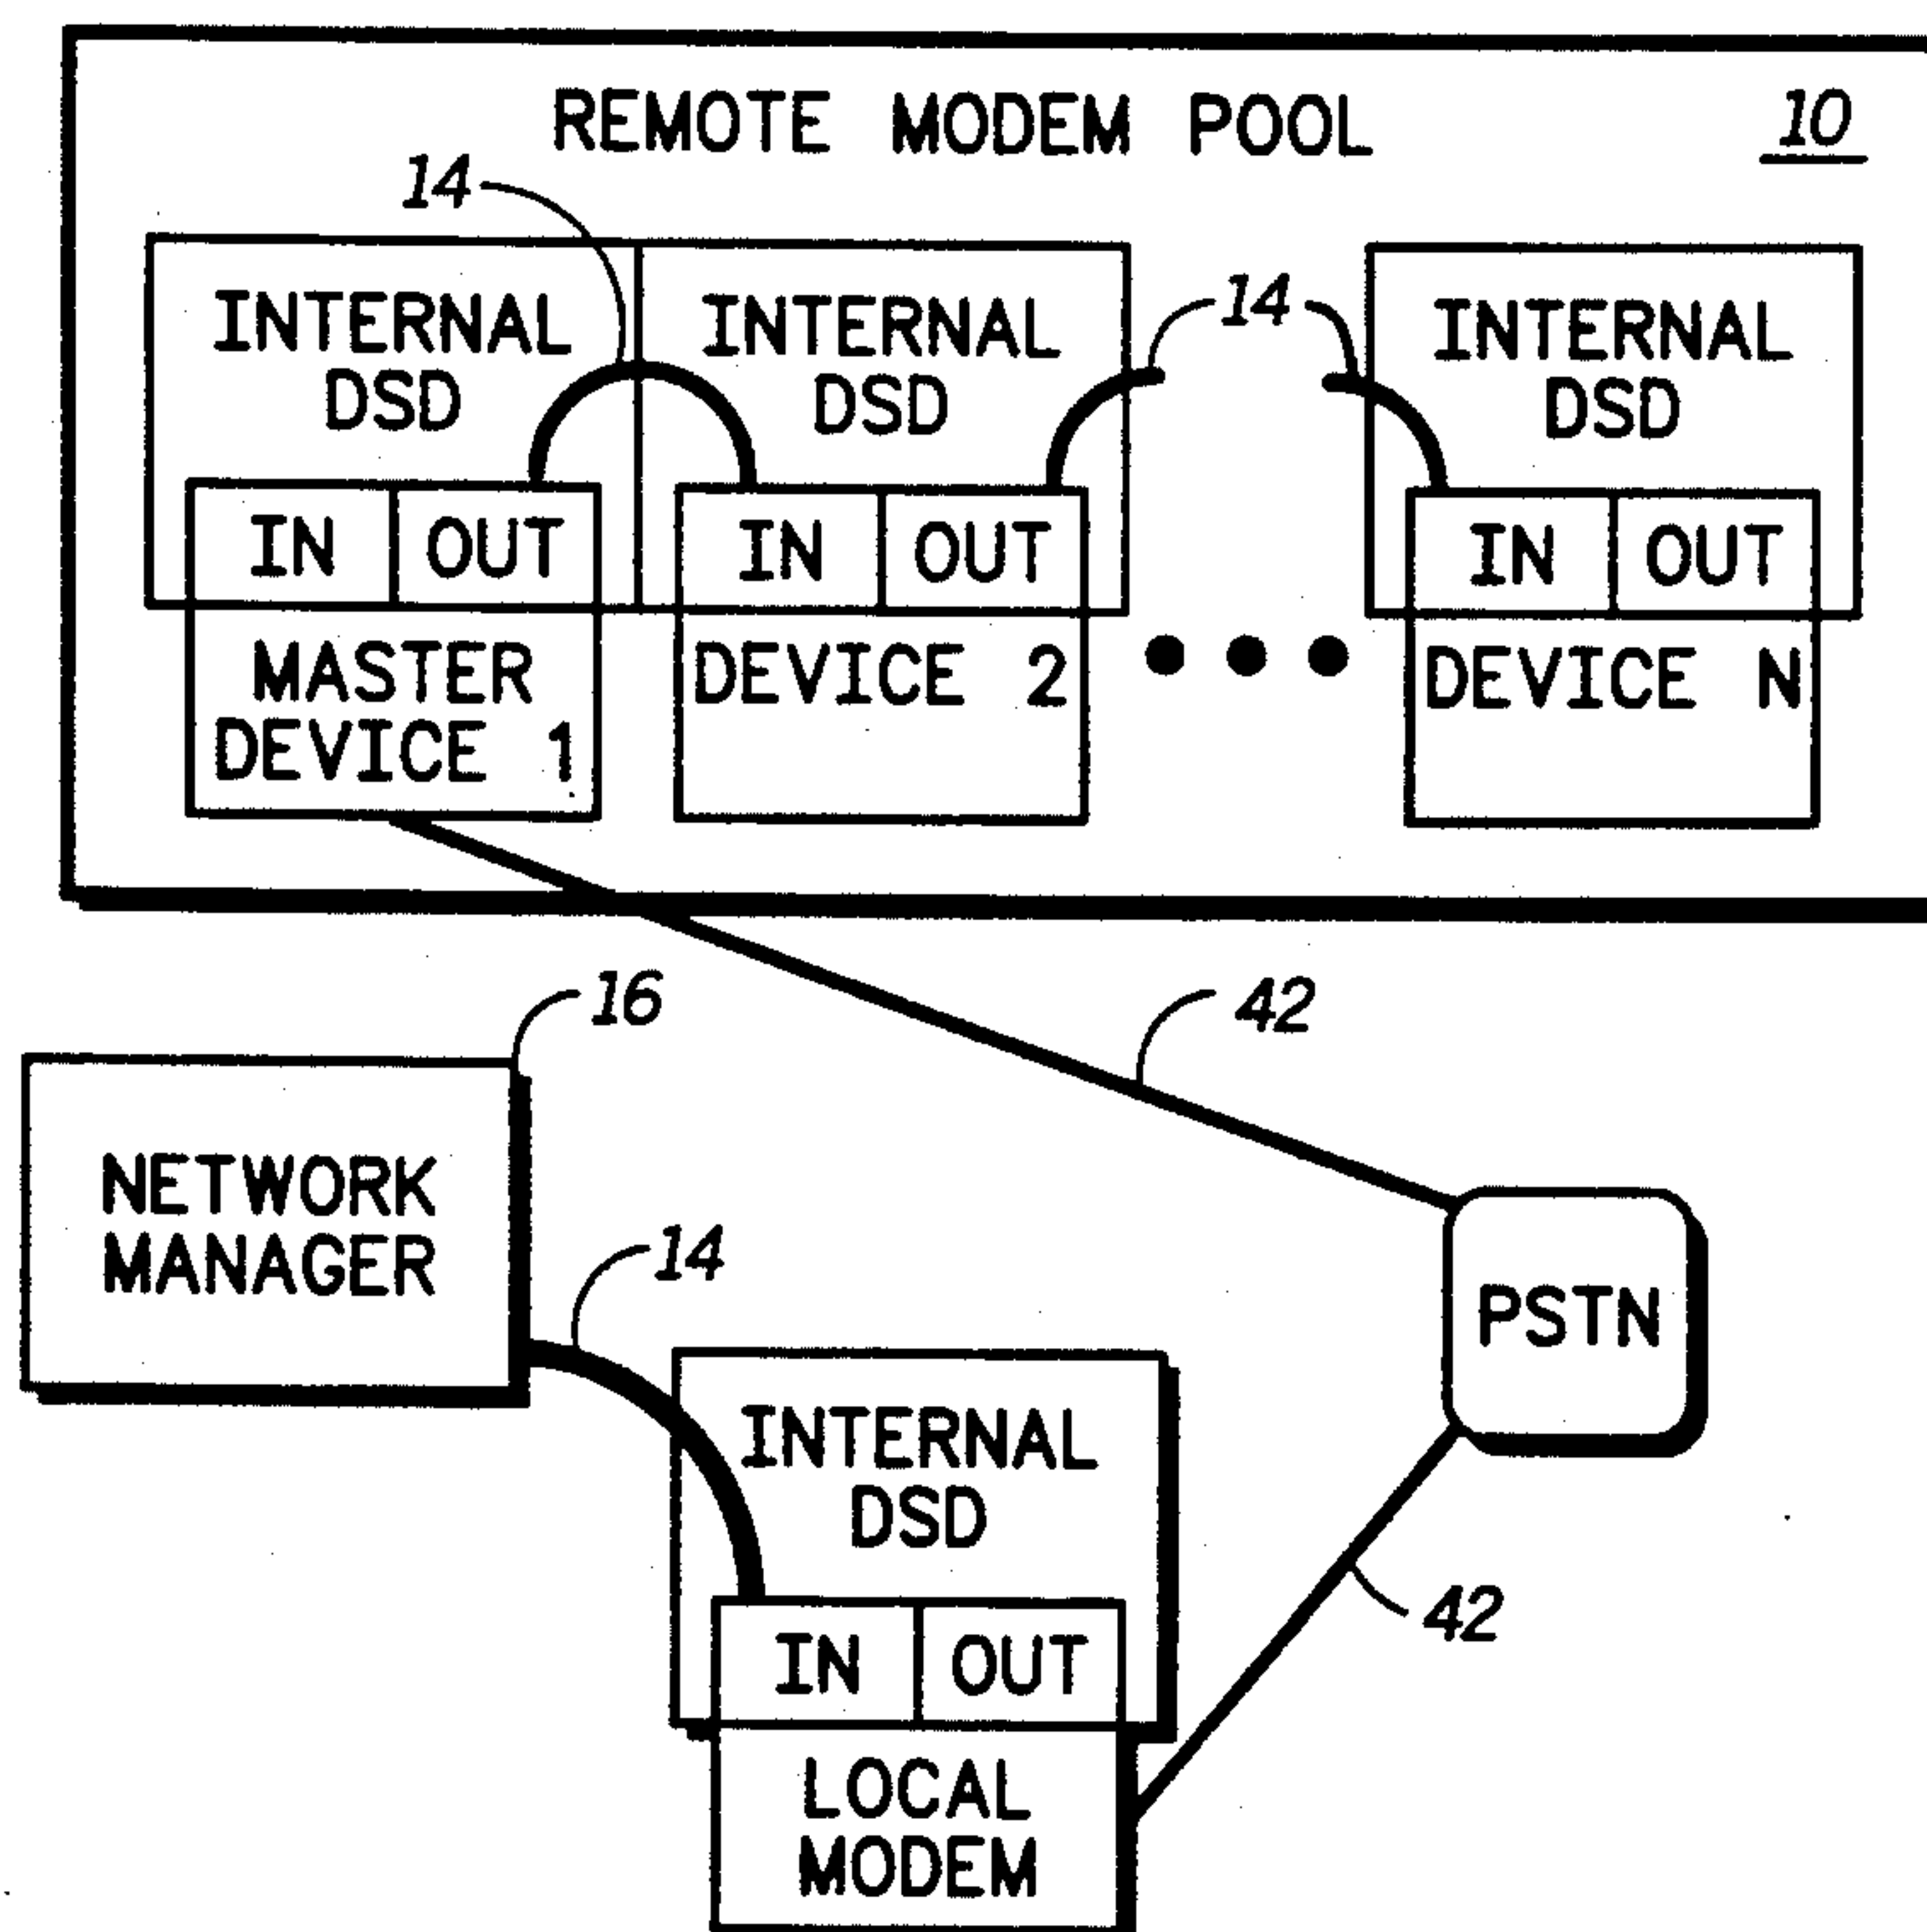 REMOTE MODEM POOL
10
14
INTERNAL
DSD
IN OUT
MASTER
DEVICE 1
INTERNAL
DSD
IN OUT
DEVICE 2
14
INTERNAL
DSD
IN OUT
DEVICE N
16
42
NETWORK
MANAGER
14
PSTN
INTERNAL
DSD
IN OUT
LOCAL
MODEM
42